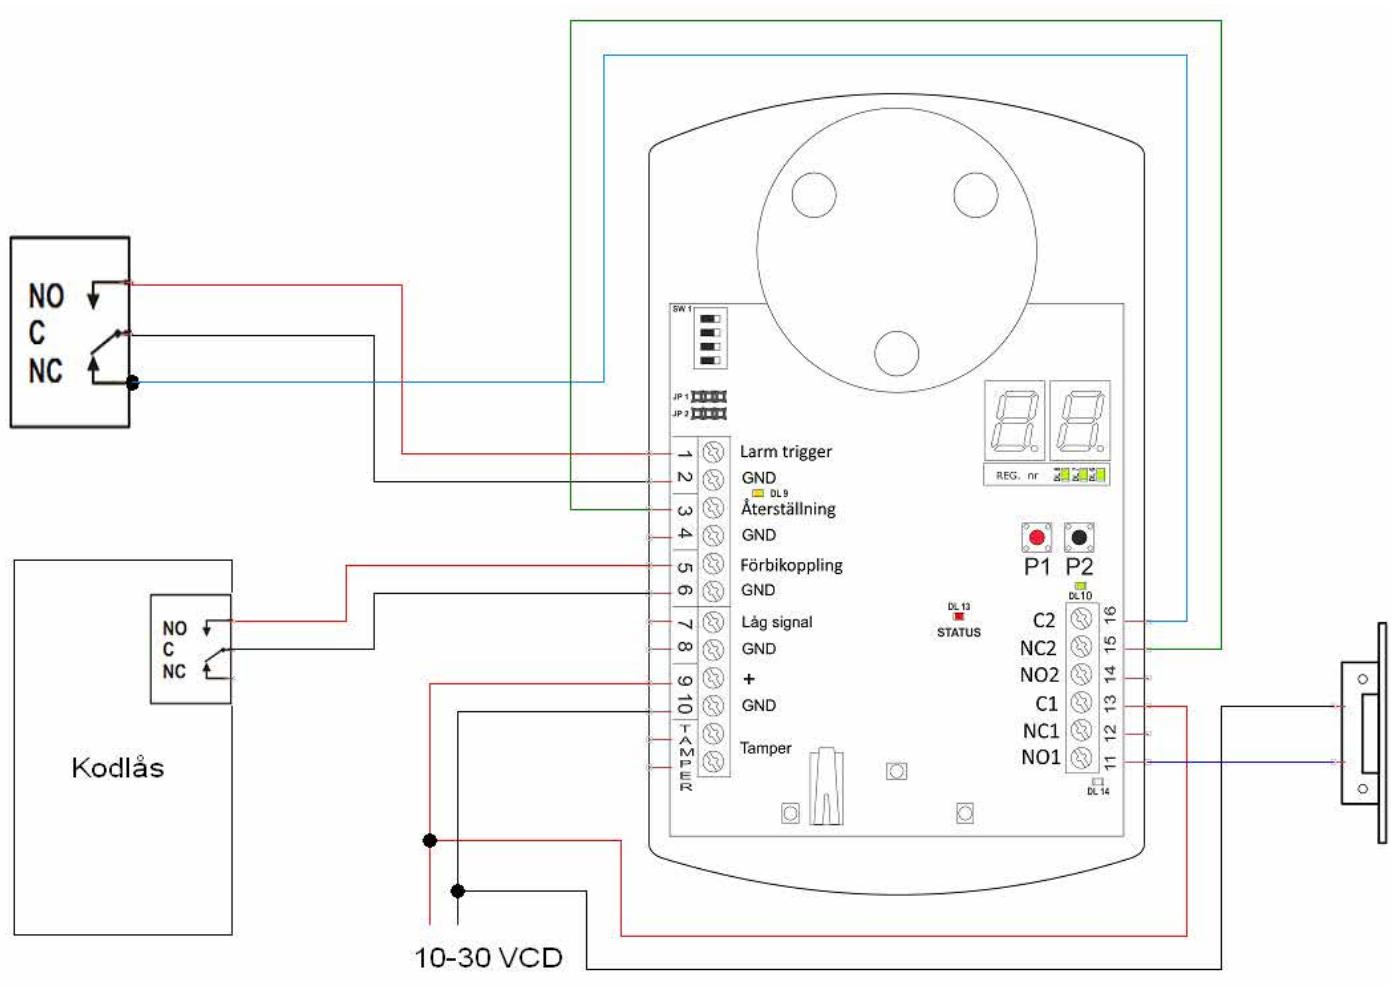 NO
C
NC
NO
C
NC
Kodlås
10-30 VCD
SW 1
JP 1
JP 2
1 Larm trigger
2 GND
DL 9
3 Återställning
4 GND
5 Förbikoppling
6 GND
7 Låg signal
8 GND
9 +
10 GND
TAMPER
Tamper
REG. nr
P1 P2
DL10
DL 13
STATUS
C2 16
NC2 15
NO2 14
C1 13
NC1 12
NO1 11
DL 14